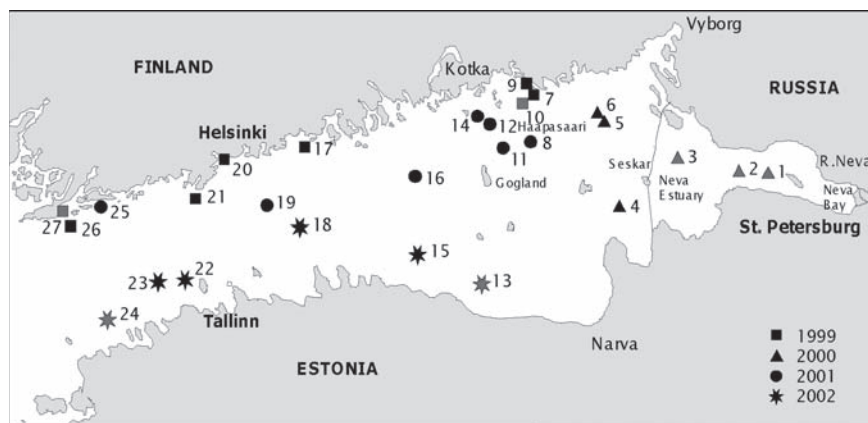 Vyborg
FINLAND
Kotka
RUSSIA
9
7
6
10
5
14
12
Haapasaari
Helsinki
17
8
3
R.Neva
20
11
2
1
Seskar
16
Gogland
Neva
Estuary
Neva
Bay
21
19
25
4
27
26
18
St. Petersburg
15
22
23
13
24
Tallinn
Narva
1999
2000
ESTONIA
2001
2002